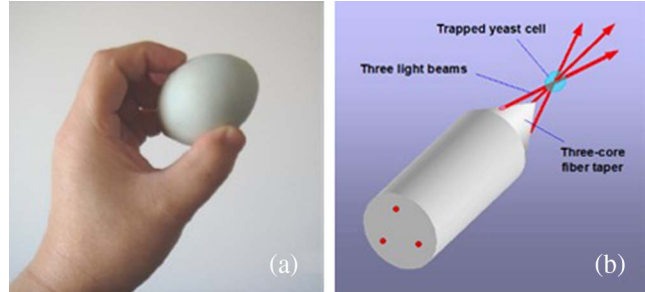 (a)
Trapped yeast cell
Three light beams
Three-core
fiber taper
(b)